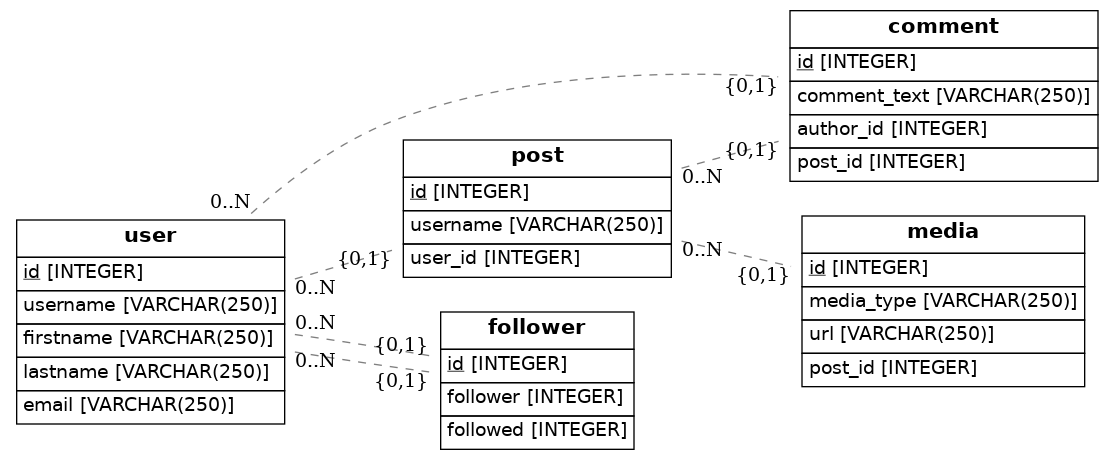 comment
id [INTEGER]
comment_text [VARCHAR(250)]
author_id [INTEGER]
post_id [INTEGER]
{0,1}
{0,1}
0..N
post
id [INTEGER]
username [VARCHAR(250)]
user_id [INTEGER]
0..N
0..N
{0,1}
user
id [INTEGER]
username [VARCHAR(250)]
firstname [VARCHAR(250)]
lastname [VARCHAR(250)]
email [VARCHAR(250)]
{0,1}
0..N
0..N
0..N
{0,1}
{0,1}
media
id [INTEGER]
media_type [VARCHAR(250)]
url [VARCHAR(250)]
post_id [INTEGER]
follower
id [INTEGER]
follower [INTEGER]
followed [INTEGER]